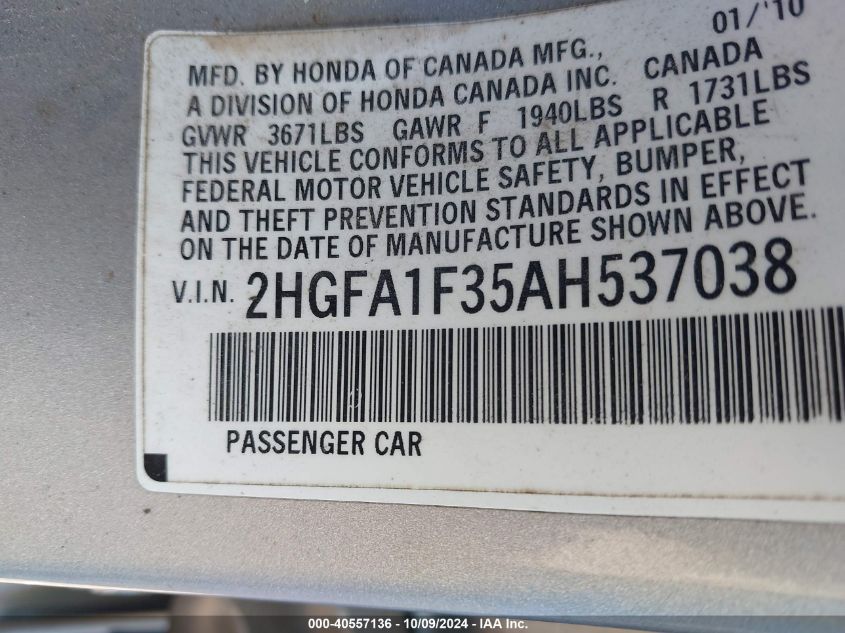 01/'10
MFD. BY HONDA OF CANADA MFG.,
A DIVISION OF HONDA CANADA INC. CANADA
GVWR 3671LBS GAWR F 1940LBS R 1731LBS
THIS VEHICLE CONFORMS TO ALL APPLICABLE
FEDERAL MOTOR VEHICLE SAFETY, BUMPER,
AND THEFT PREVENTION STANDARDS IN EFFECT
ON THE DATE OF MANUFACTURE SHOWN ABOVE.
V.I.N. 2HGFA1F35AH537038
PASSENGER CAR
000-40557136 - 10/09/2024 - IAA Inc.